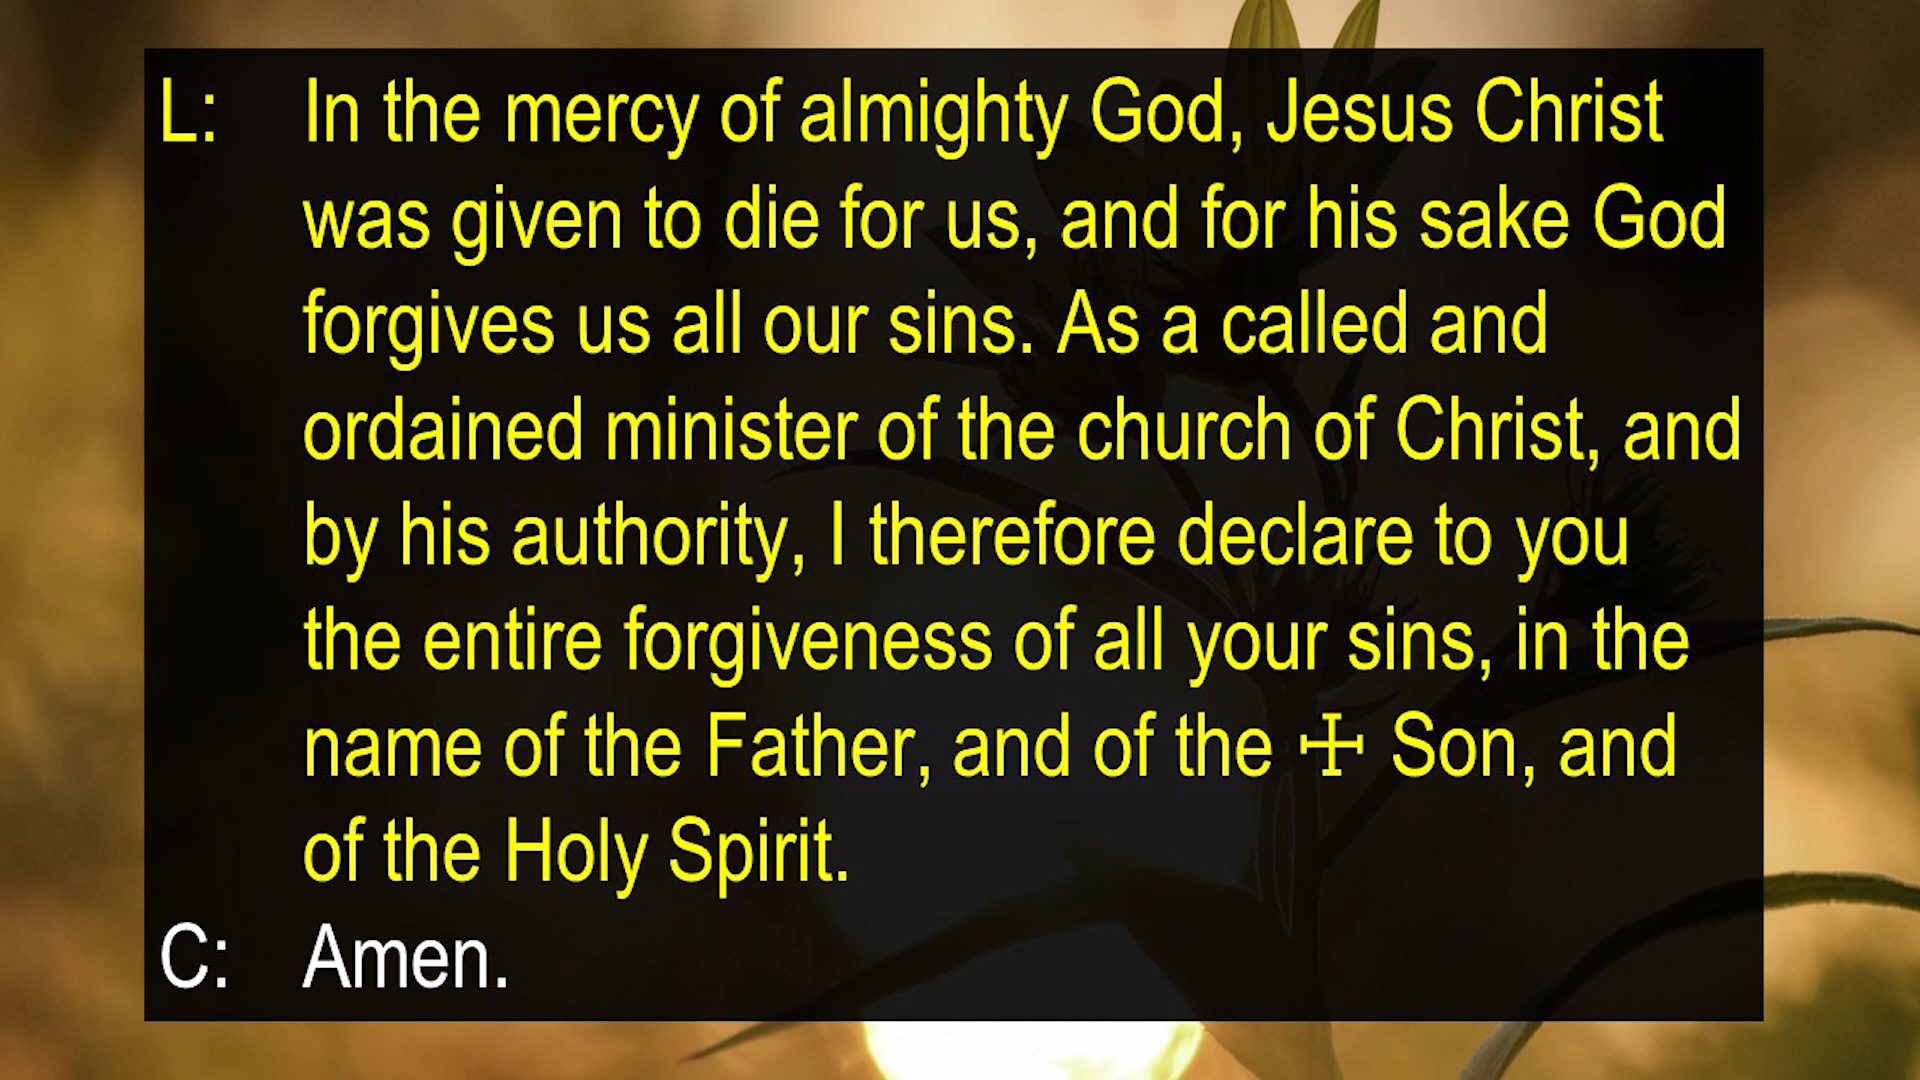 L: In the mercy of almighty God, Jesus Christ
was given to die for us, and for his sake God
forgives us all our sins. As a called and
ordained minister of the church of Christ, and
by his authority, I therefore declare to you
the entire forgiveness of all your sins, in the
name of the Father, and of the ☩ Son, and
of the Holy Spirit.
C: Amen.